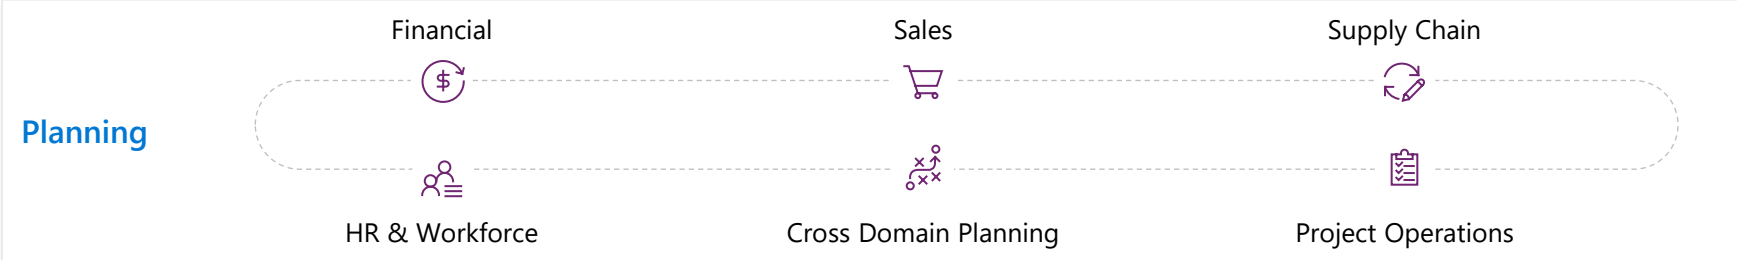 Financial
Sales
Supply Chain
Planning
HR & Workforce
Cross Domain Planning
Project Operations